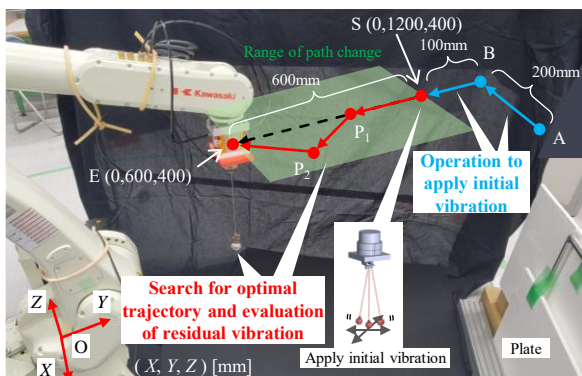 S (0,1200,400)
Range of path change
100mm
B
600mm
200mm
Kawasaki
A
P1
Operation to
apply initial
vibration
P2
E (0,600,400)
Search for optimal
trajectory and evaluation
of residual vibration
Z
Y
O
X
(X, Y, Z) [mm]
"
"
Apply initial vibration
Plate